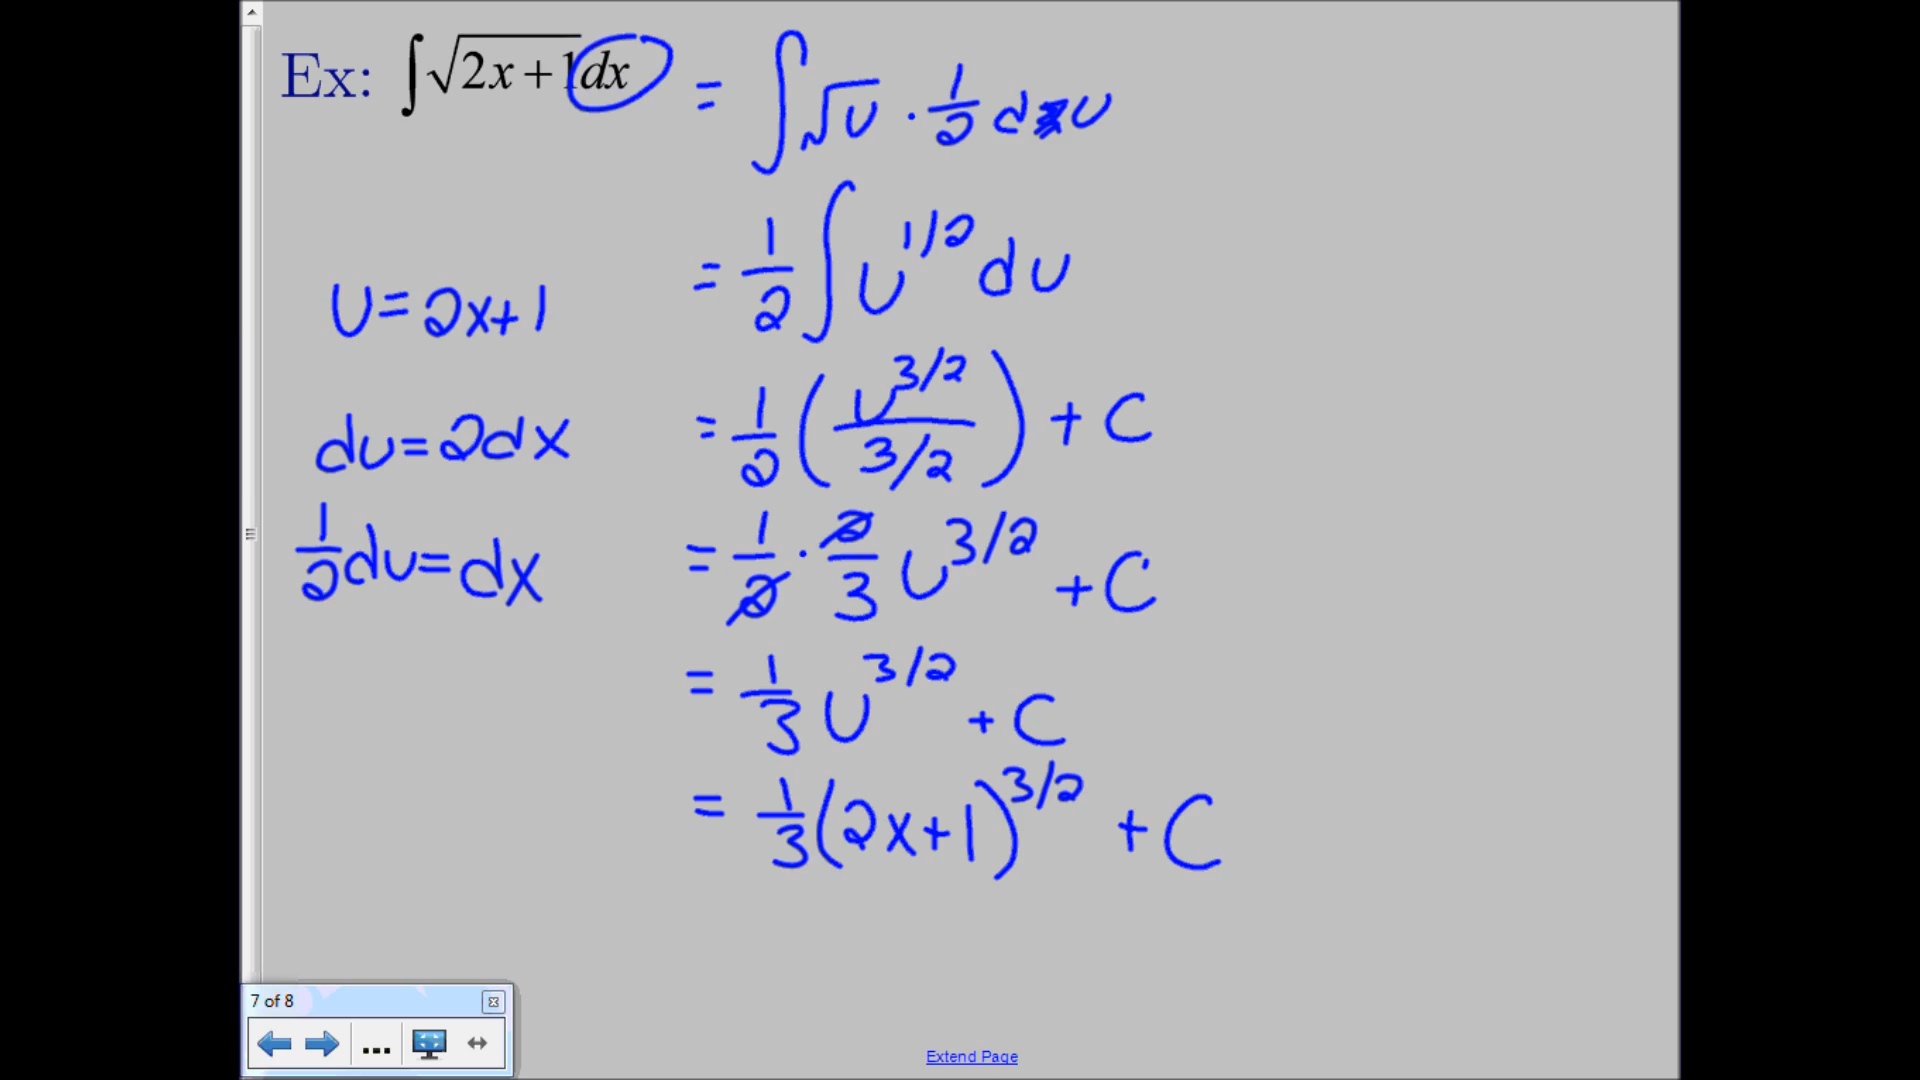 Ex: ∫√(2x+1)dx = ∫√u · 1/2 du
= 1/2 ∫ u^1/2 du
u=2x+1
= 1/2 (u^3/2 / 3/2) + C
du=2dx
= 1/2 · 2/3 u^3/2 + C
1/2 du=dx
= 1/3 u^3/2 + C
= 1/3 (2x+1)^3/2 + C
7 of 8
...
Extend Page